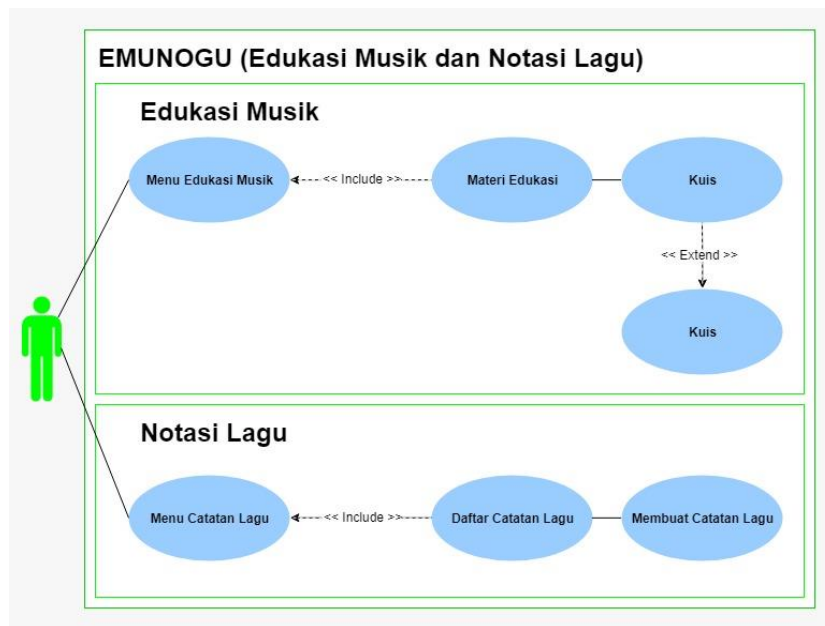 EMUNOGU (Edukasi Musik dan Notasi Lagu)
Edukasi Musik
Menu Edukasi Musik
<< Include >>
Materi Edukasi
Kuis
<< Extend >>
Kuis
Notasi Lagu
Menu Catatan Lagu
<< Include >>
Daftar Catatan Lagu
Membuat Catatan Lagu